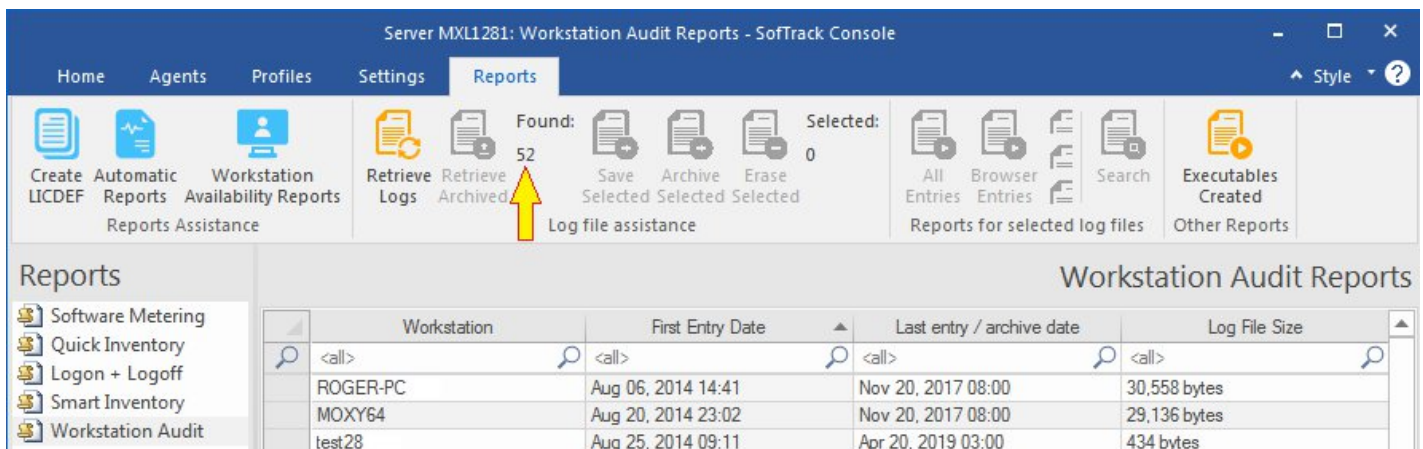 Server MXL1281: Workstation Audit Reports - SofTrack Console
Home Agents Profiles Settings Reports Style ?
Found: Selected:
52 0
Create Automatic Workstation Retrieve Retrieve Save Archive Erase All Browser Search Executables
LICDEF Reports Availability Reports Logs Archived Selected Selected Selected Entries Entries Created
Reports Assistance Log file assistance Reports for selected log files Other Reports
Reports Workstation Audit Reports
Software Metering
Quick Inventory
Logon + Logoff
Smart Inventory
Workstation Audit
Workstation First Entry Date Last entry / archive date Log File Size
<all> <all> <all> <all>
ROGER-PC Aug 06, 2014 14:41 Nov 20, 2017 08:00 30,558 bytes
MOXY64 Aug 20, 2014 23:02 Nov 20, 2017 08:00 29,136 bytes
test28 Aug 25, 2014 09:11 Apr 20, 2019 03:00 434 bytes